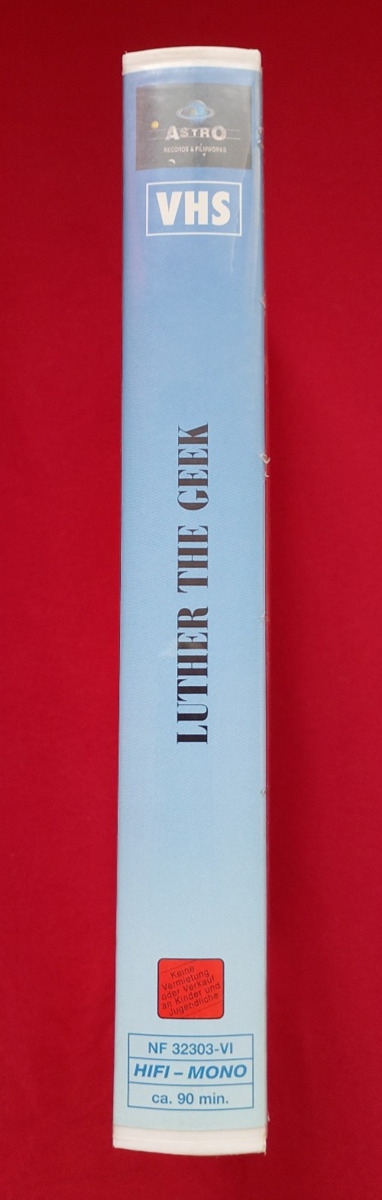 ASTRO
RECORDS & FILMWORKS
VHS
LUTHER THE GEEK
Keine
Vermietung
oder Verkauf
an Kinder und
Jugendliche
NF 32303-VI
HIFI – MONO
ca. 90 min.